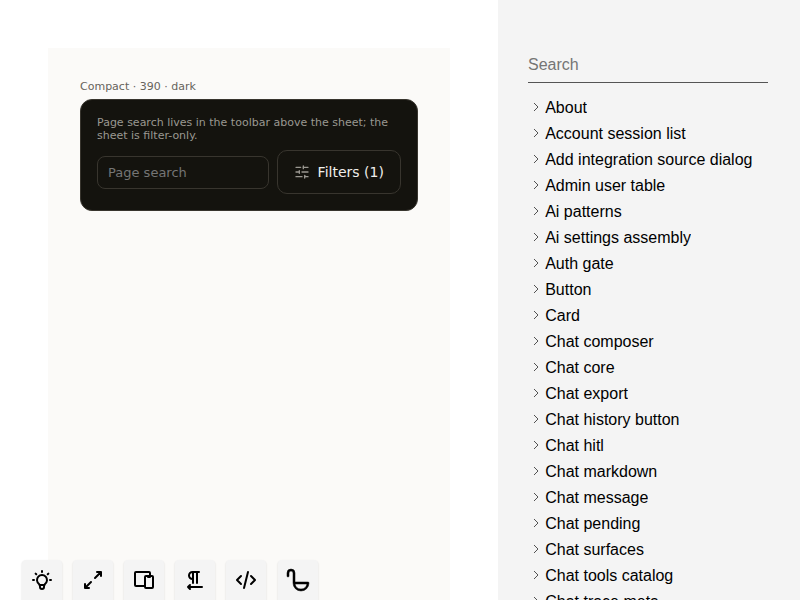 Compact · 390 · dark
Page search lives in the toolbar above the sheet; the
sheet is filter-only.
Page search
Filters (1)
Search
About
Account session list
Add integration source dialog
Admin user table
Ai patterns
Ai settings assembly
Auth gate
Button
Card
Chat composer
Chat core
Chat export
Chat history button
Chat hitl
Chat markdown
Chat message
Chat pending
Chat surfaces
Chat tools catalog
Chat trace meta